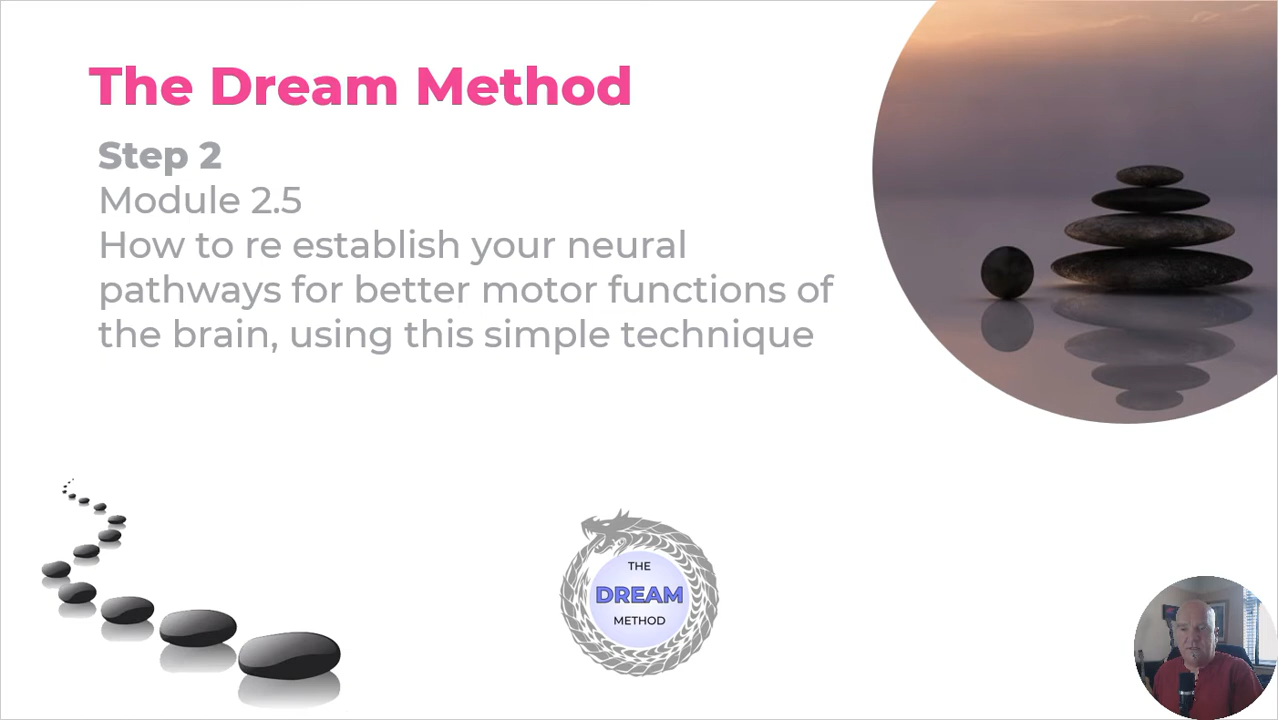 The Dream Method
Step 2
Module 2.5
How to re establish your neural
pathways for better motor functions of
the brain, using this simple technique
THE
DREAM
METHOD